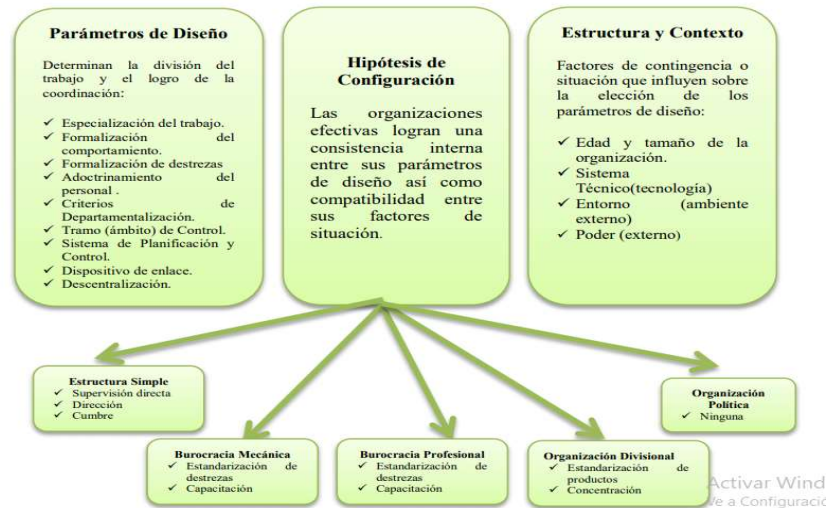 Parámetros de Diseño
Determinan la división del
trabajo y el logro de la
coordinación:
✓ Especialización del trabajo.
✓ Formalización del
comportamiento.
✓ Formalización de destrezas
✓ Adoctrinamiento del
personal .
✓ Criterios de
Departamentalización.
✓ Tramo (ámbito) de Control.
✓ Sistema de Planificación y
Control.
✓ Dispositivo de enlace.
✓ Descentralización.
Hipótesis de
Configuración
Las organizaciones
efectivas logran una
consistencia interna
entre sus parámetros
de diseño así como
compatibilidad entre
sus factores de
situación.
Estructura y Contexto
Factores de contingencia o
situación que influyen sobre
la elección de los
parámetros de diseño:
✓ Edad y tamaño de la
organización.
✓ Sistema
Técnico(tecnología)
✓ Entorno (ambiente
externo)
✓ Poder (externo)
Estructura Simple
✓ Supervisión directa
✓ Dirección
✓ Cumbre
Organización
Política
✓ Ninguna
Burocracia Mecánica
✓ Estandarización de
destrezas
✓ Capacitación
Burocracia Profesional
✓ Estandarización de
destrezas
✓ Capacitación
Organización Divisional
✓ Estandarización de
productos
✓ Concentración
Activar Wind
Ve a Configuració